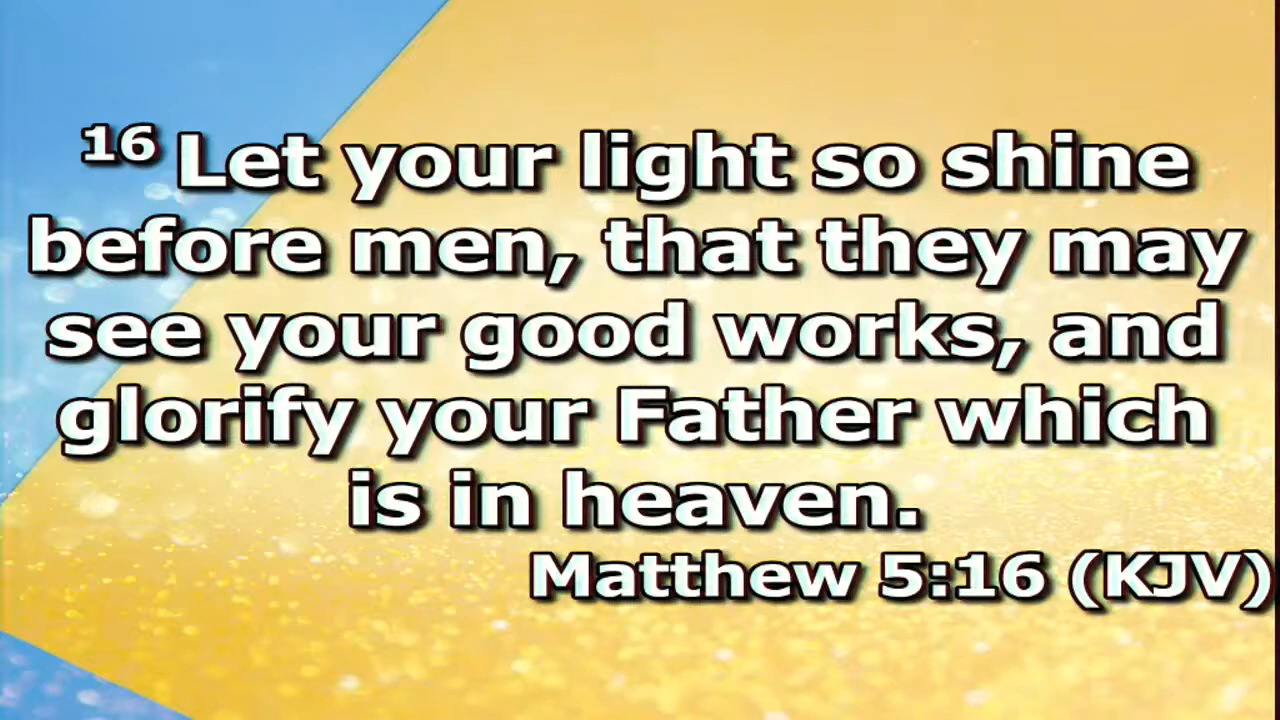 16 Let your light so shine
before men, that they may
see your good works, and
glorify your Father which
is in heaven.
Matthew 5:16 (KJV)